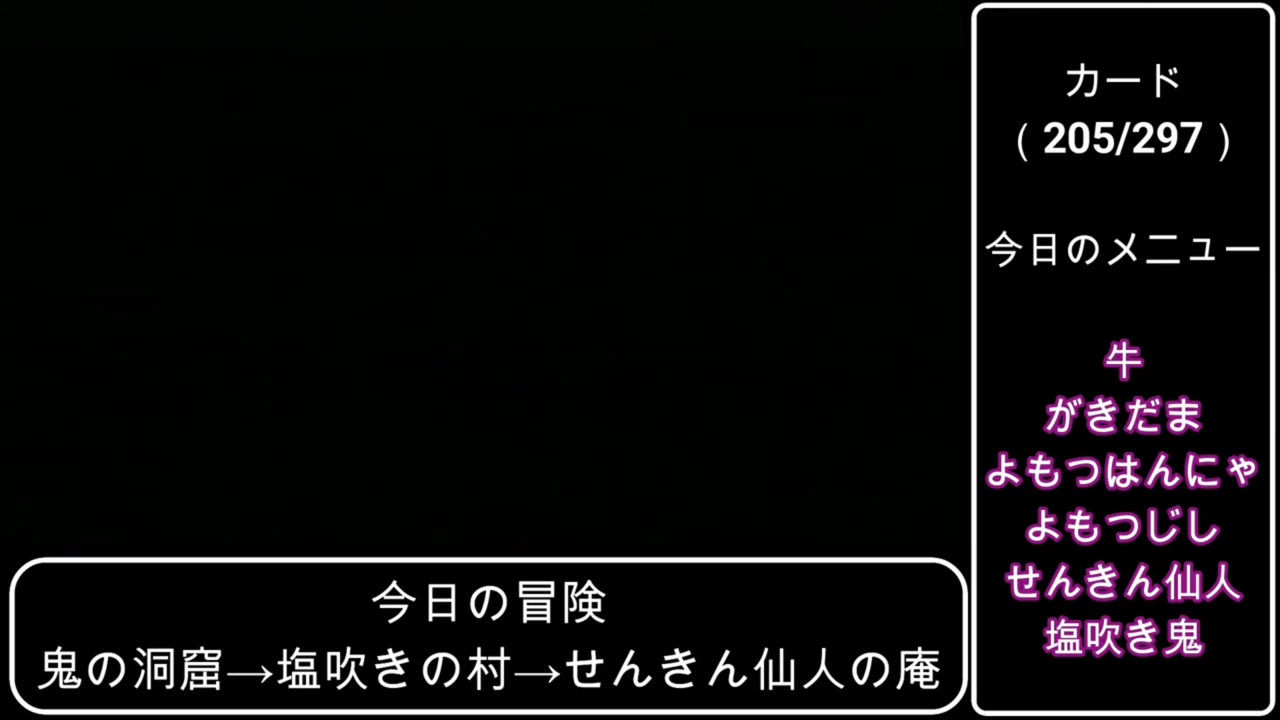 カード
( 205/297 )
今日のメニュー
牛
がきだま
よもつはんにゃ
よもつじし
せんきん仙人
塩吹き鬼
今日の冒険
鬼の洞窟→塩吹きの村→せんきん仙人の庵